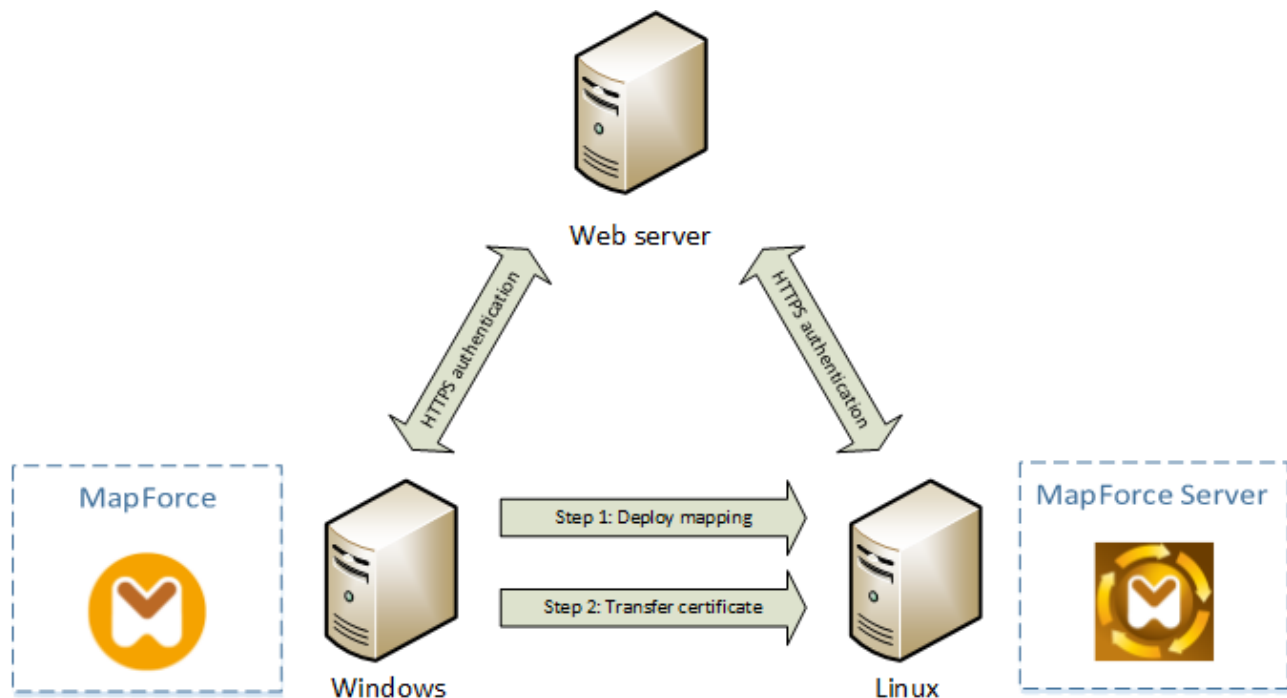 Web server
HTTPS authentication
HTTPS authentication
MapForce
MapForce Server
Step 1: Deploy mapping
Step 2: Transfer certificate
Windows
Linux